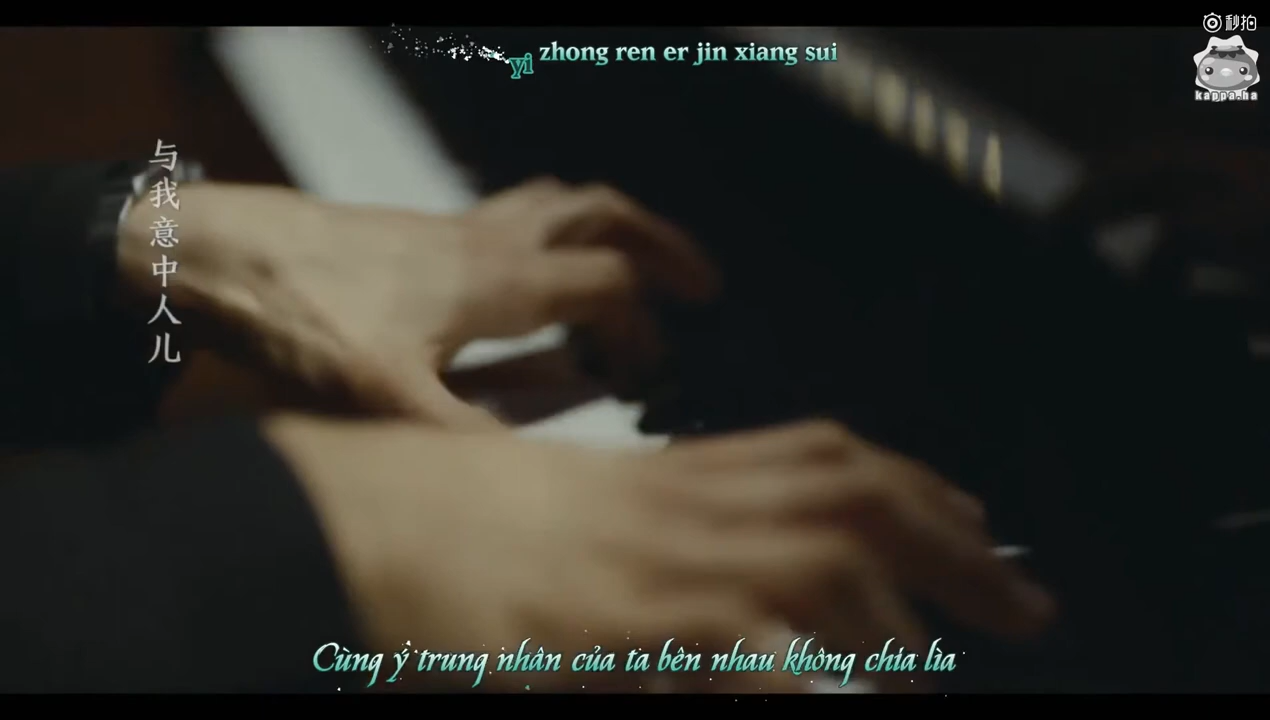 秒拍
yi zhong ren er jin xiang sui
kappa.ha
与我意中人儿
Cùng ý trung nhân của ta bên nhau không chia lìa